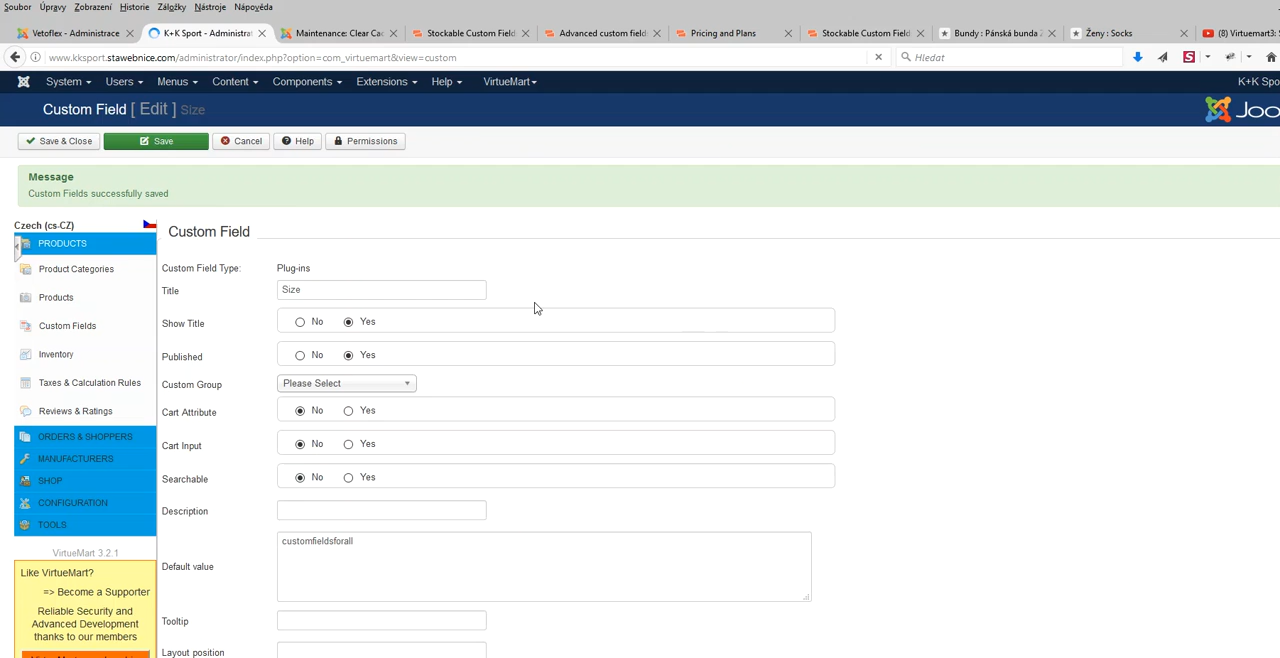 Soubor Úpravy Zobrazení Historie Záložky Nástroje Nápověda
Vetoflex - Administrace
K+K Sport - Administra
Maintenance: Clear Ca
Stockable Custom Field
Advanced custom field
Pricing and Plans
Stockable Custom Field
Bundy : Pánská bunda
Ženy : Socks
(8) Virtuemart3: S
www.kksport.stawebnice.com/administrator/index.php?option=com_virtuemart&view=custom
Hledat
System Users Menus Content Components Extensions Help VirtueMart
K+K Spo
Custom Field [ Edit ] Size
Joo
Save & Close Save Cancel Help Permissions
Message
Custom Fields successfully saved
Czech (cs-CZ)
PRODUCTS
Product Categories
Products
Custom Fields
Inventory
Taxes & Calculation Rules
Reviews & Ratings
ORDERS & SHOPPERS
MANUFACTURERS
SHOP
CONFIGURATION
TOOLS
VirtueMart 3.2.1
Like VirtueMart?
=> Become a Supporter
Reliable Security and
Advanced Development
thanks to our members
Custom Field
Custom Field Type: Plug-ins
Title Size
Show Title No Yes
Published No Yes
Custom Group Please Select
Cart Attribute No Yes
Cart Input No Yes
Searchable No Yes
Description
Default value customfieldsforall
Tooltip
Layout position